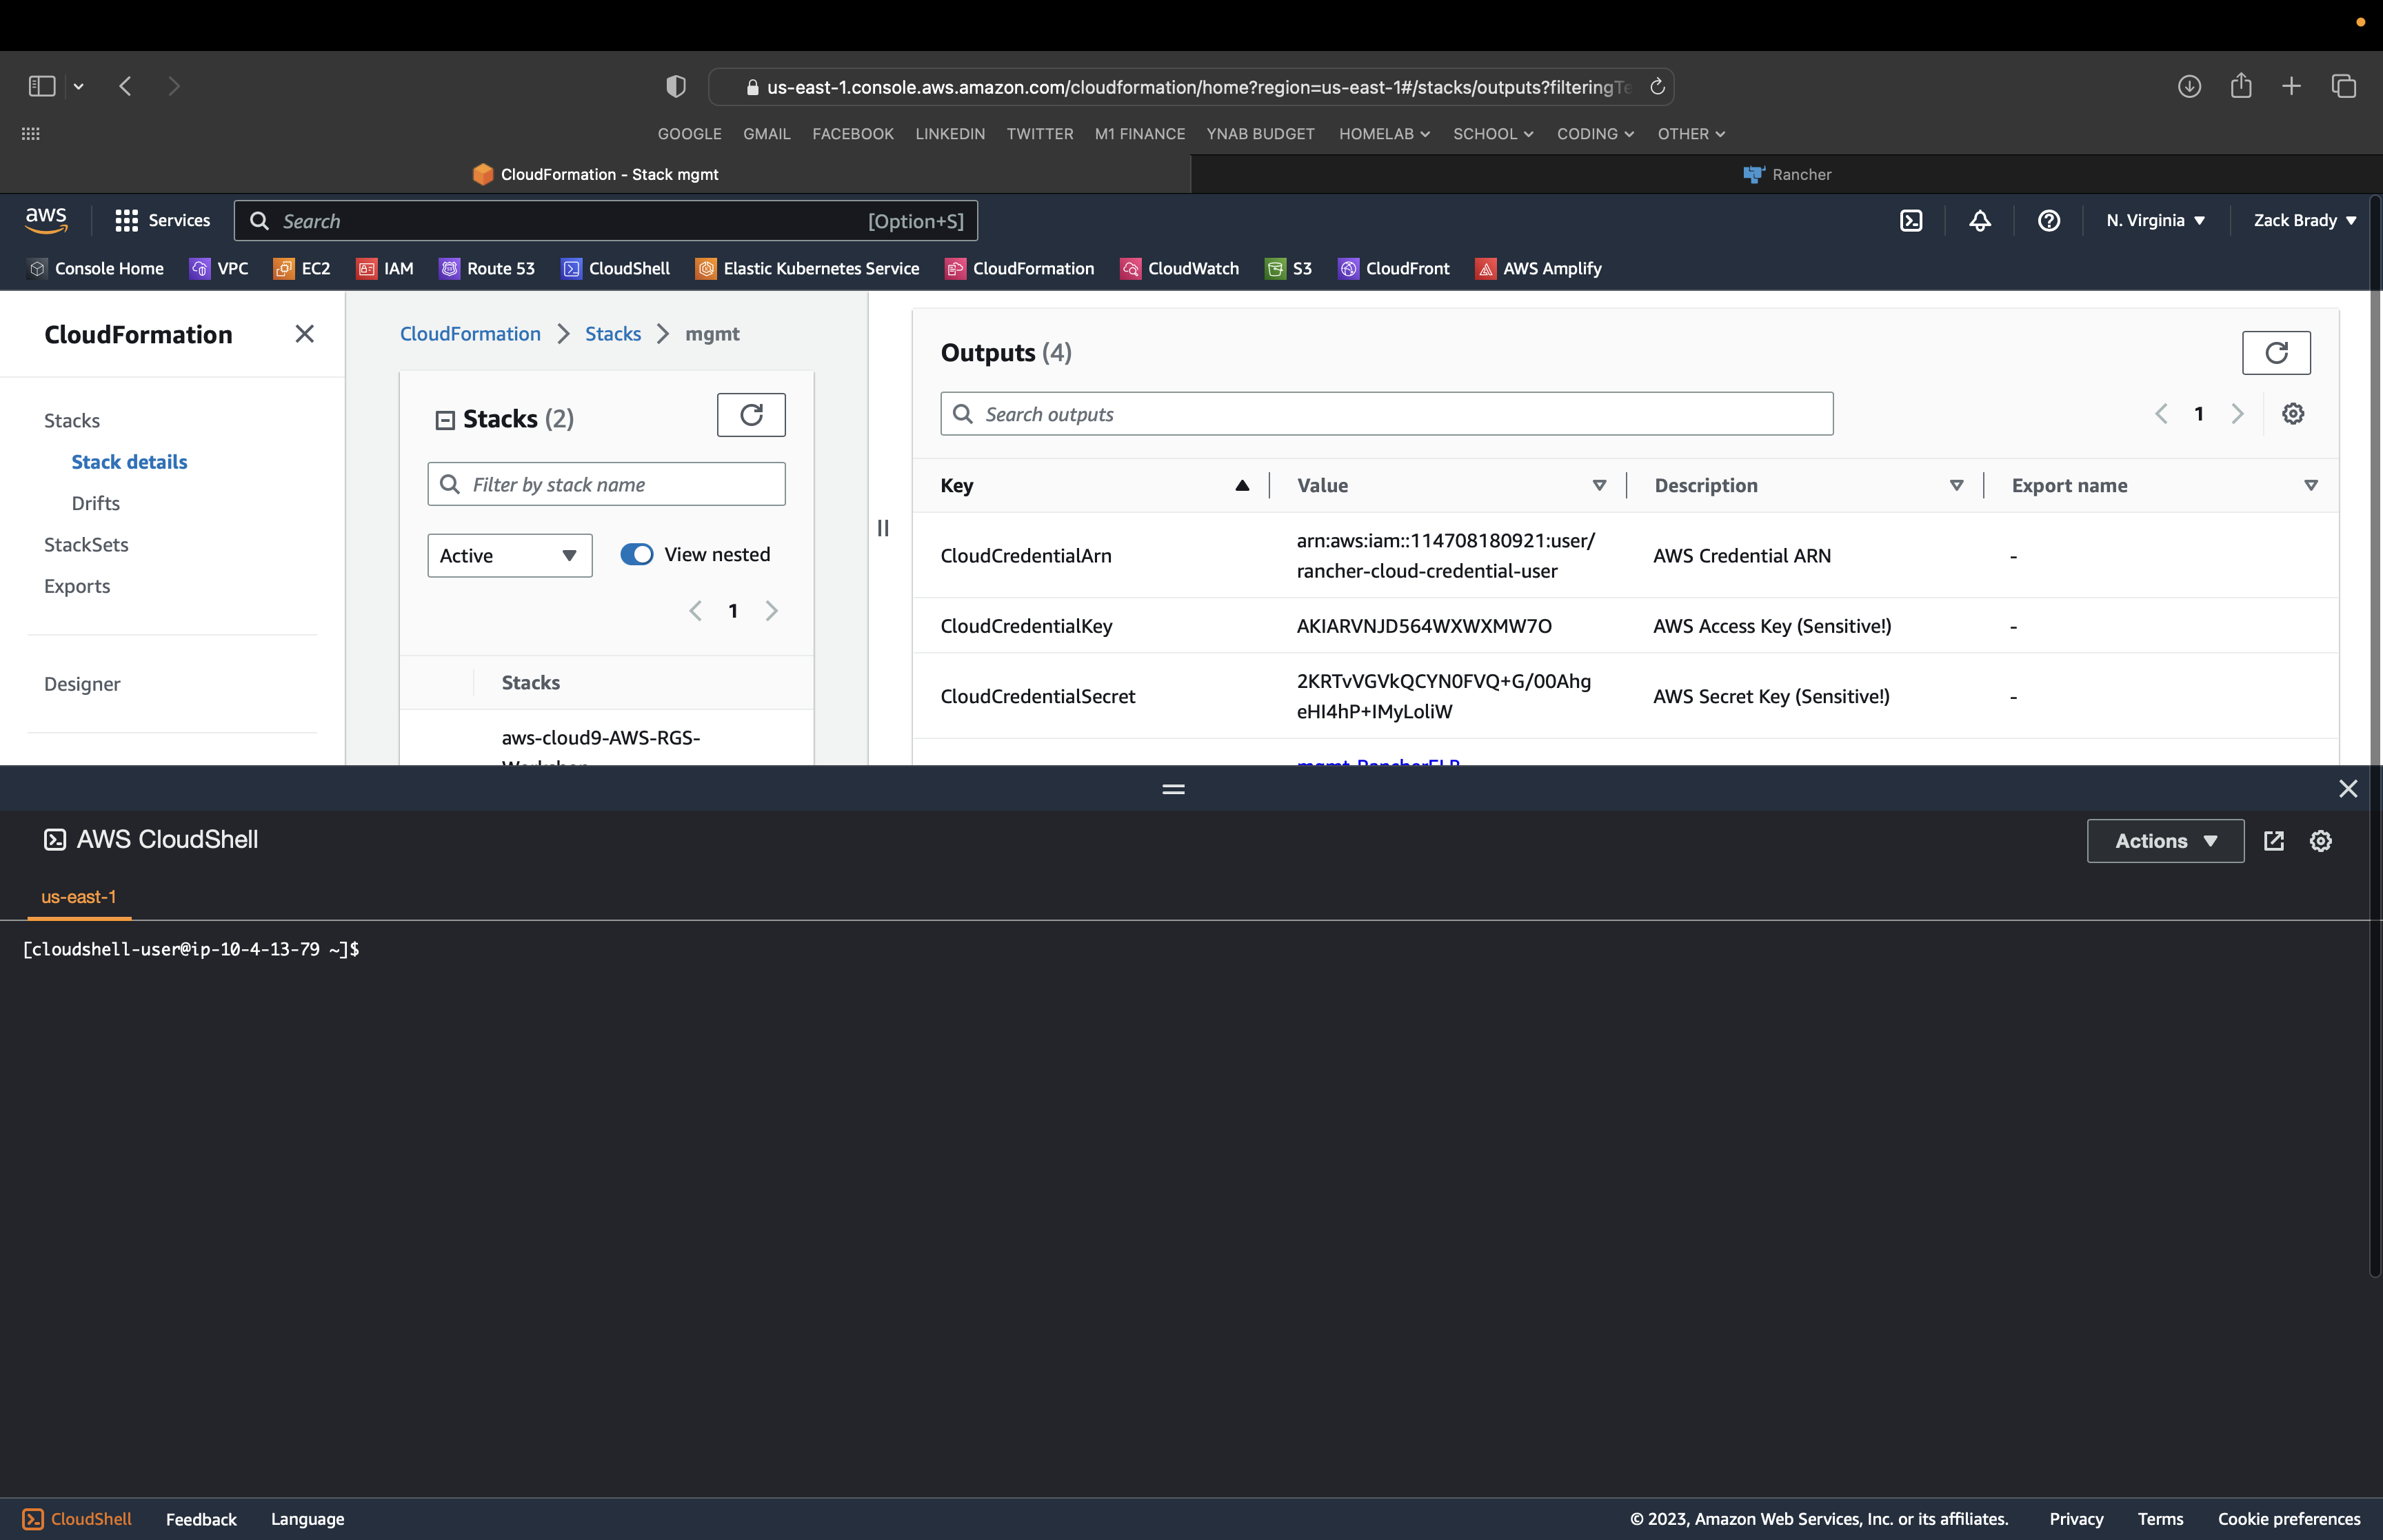 us-east-1.console.aws.amazon.com/cloudformation/home?region=us-east-1#/stacks/outputs?filteringTe
GOOGLE GMAIL FACEBOOK LINKEDIN TWITTER M1 FINANCE YNAB BUDGET HOMELAB SCHOOL CODING OTHER
CloudFormation - Stack mgmt Rancher
aws Services Search [Option+S] N. Virginia Zack Brady
Console Home VPC EC2 IAM Route 53 CloudShell Elastic Kubernetes Service CloudFormation CloudWatch S3 CloudFront AWS Amplify
CloudFormation
Stacks
Stack details
Drifts
StackSets
Exports
Designer
CloudFormation Stacks mgmt
Stacks (2)
Filter by stack name
Active View nested
1
Stacks
aws-cloud9-AWS-RGS-
Workshop
Outputs (4)
Search outputs
1
Key Value Description Export name
CloudCredentialArn arn:aws:iam::114708180921:user/ AWS Credential ARN -
rancher-cloud-credential-user
CloudCredentialKey AKIARVNJD564WXWXMW7O AWS Access Key (Sensitive!) -
CloudCredentialSecret 2KRTvVGVkQCYN0FVQ+G/00Ahg AWS Secret Key (Sensitive!) -
eHI4hP+IMyLoliW
mgmt-RancherELB
AWS CloudShell
Actions
us-east-1
[cloudshell-user@ip-10-4-13-79 ~]$
CloudShell Feedback Language © 2023, Amazon Web Services, Inc. or its affiliates. Privacy Terms Cookie preferences